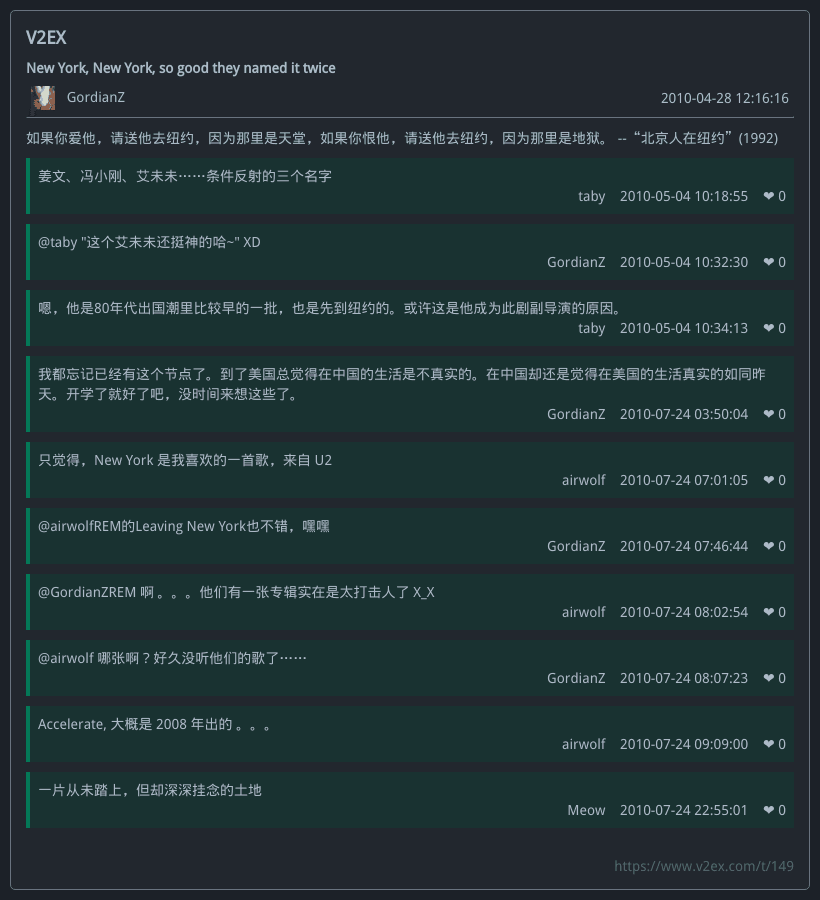 V2EX
New York, New York, so good they named it twice
GordianZ
2010-04-28 12:16:16
如果你爱他，请送他去纽约，因为那里是天堂，如果你恨他，请送他去纽约，因为那里是地狱。 --“北京人在纽约”(1992)
姜文、冯小刚、艾未未……条件反射的三个名字
taby 2010-05-04 10:18:55 ❤ 0
@taby "这个艾未未还挺神的哈~" XD
GordianZ 2010-05-04 10:32:30 ❤ 0
嗯，他是80年代出国潮里比较早的一批，也是先到纽约的。或许这是他成为此剧副导演的原因。
taby 2010-05-04 10:34:13 ❤ 0
我都忘记已经有这个节点了。到了美国总觉得在中国的生活是不真实的。在中国却还是觉得在美国的生活真实的如同昨
天。开学了就好了吧，没时间来想这些了。
GordianZ 2010-07-24 03:50:04 ❤ 0
只觉得，New York 是我喜欢的一首歌，来自 U2
airwolf 2010-07-24 07:01:05 ❤ 0
@airwolfREM的Leaving New York也不错，嘿嘿
GordianZ 2010-07-24 07:46:44 ❤ 0
@GordianZREM 啊 。。。他们有一张专辑实在是太打击人了 X_X
airwolf 2010-07-24 08:02:54 ❤ 0
@airwolf 哪张啊？好久没听他们的歌了……
GordianZ 2010-07-24 08:07:23 ❤ 0
Accelerate, 大概是 2008 年出的 。。。
airwolf 2010-07-24 09:09:00 ❤ 0
一片从未踏上，但却深深挂念的土地
Meow 2010-07-24 22:55:01 ❤ 0
https://www.v2ex.com/t/149